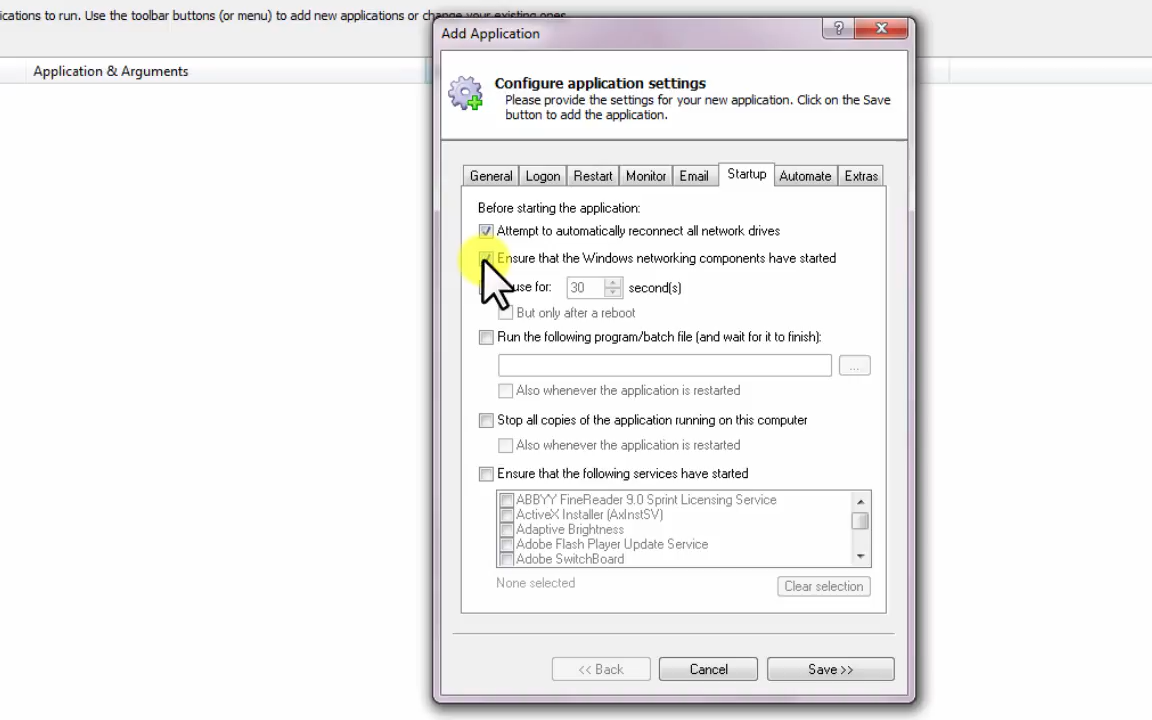 ications to run. Use the toolbar buttons (or menu) to add new applications or change your existing ones.
Add Application
Application & Arguments
Configure application settings
Please provide the settings for your new application. Click on the Save
button to add the application.
General Logon Restart Monitor Email Startup Automate Extras
Before starting the application:
Attempt to automatically reconnect all network drives
Ensure that the Windows networking components have started
use for: 30 second(s)
But only after a reboot
Run the following program/batch file (and wait for it to finish):
...
Also whenever the application is restarted
Stop all copies of the application running on this computer
Also whenever the application is restarted
Ensure that the following services have started
ABBYY FineReader 9.0 Sprint Licensing Service
ActiveX Installer (AxInstSV)
Adaptive Brightness
Adobe Flash Player Update Service
Adobe SwitchBoard
None selected
Clear selection
<< Back Cancel Save >>